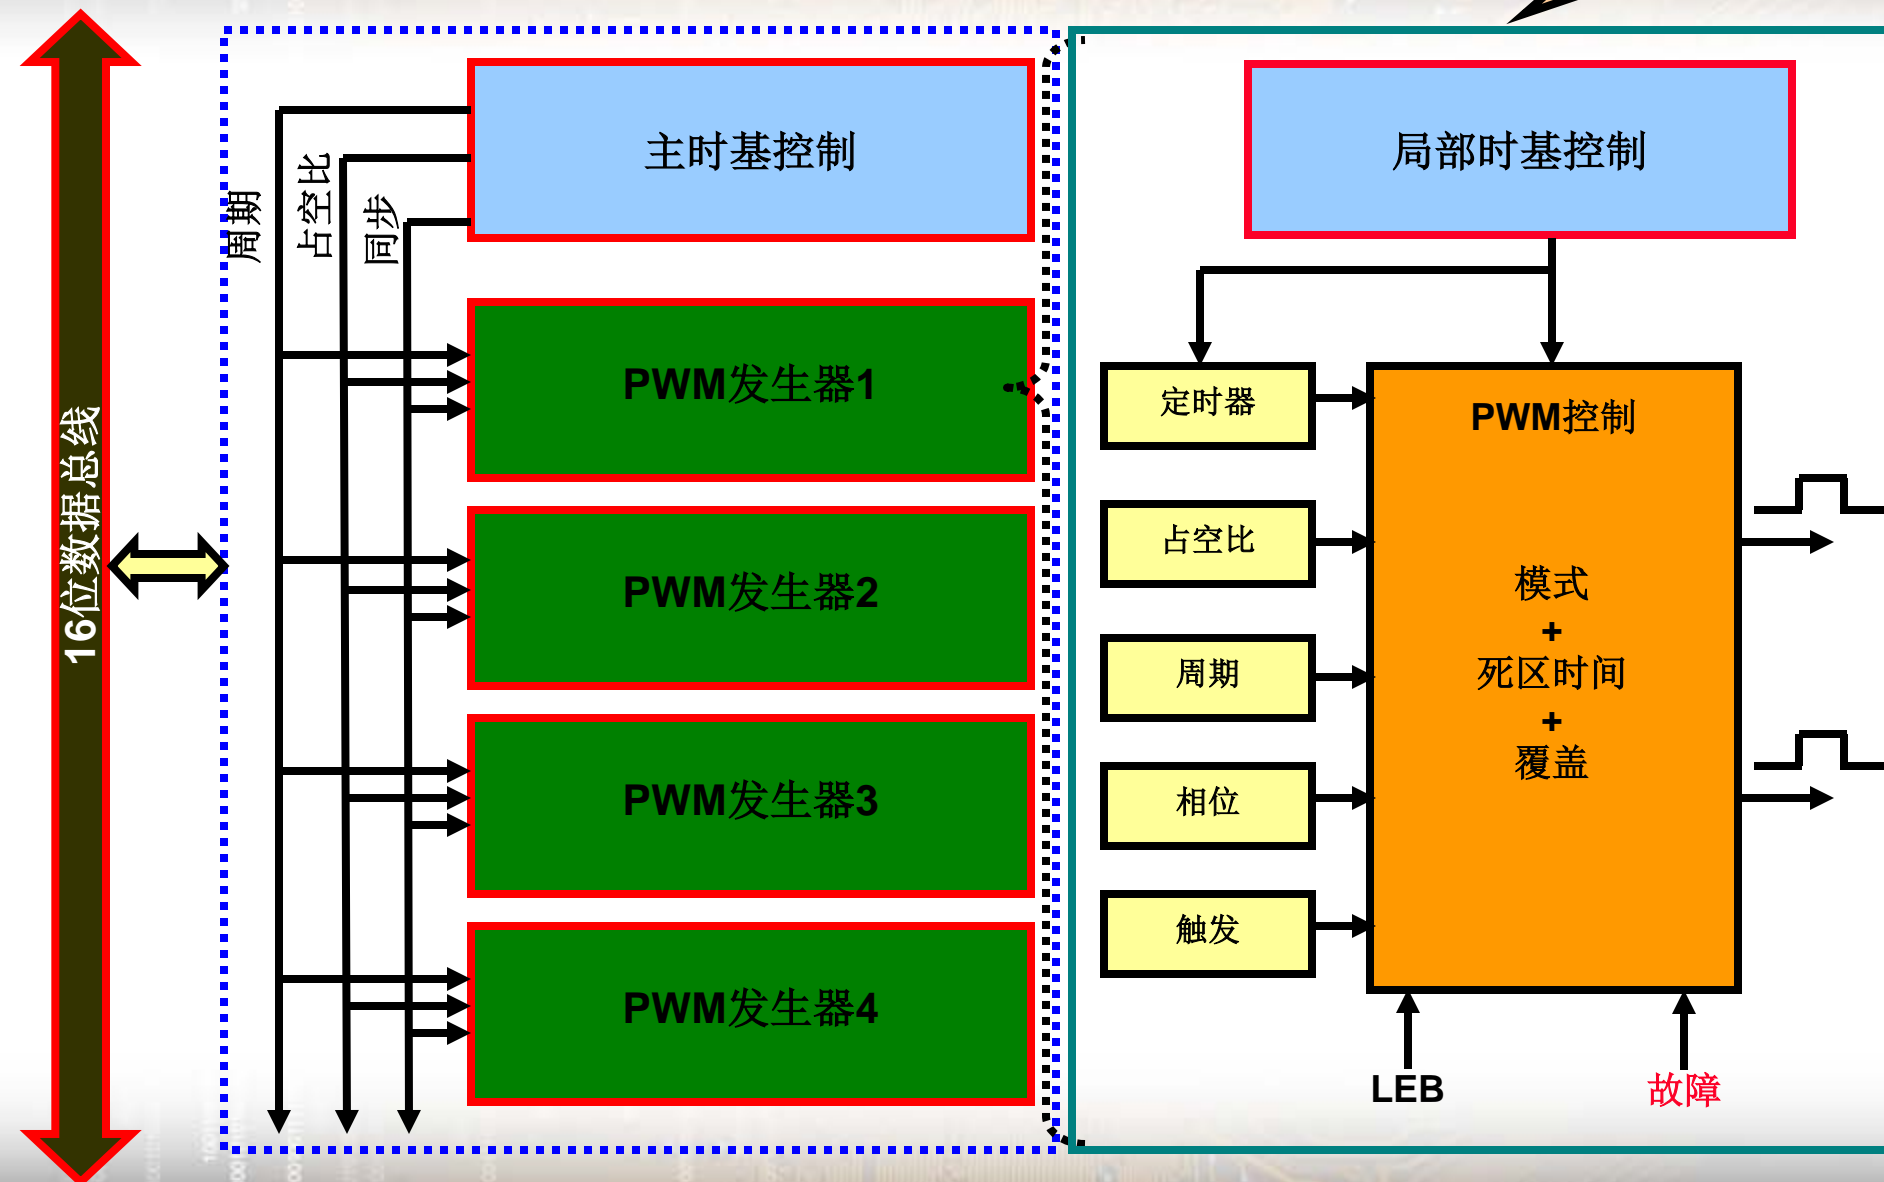 16位数据总线
周期
占空比
同步
主时基控制
PWM发生器1
PWM发生器2
PWM发生器3
PWM发生器4
局部时基控制
定时器
占空比
周期
相位
触发
PWM控制
模式
+
死区时间
+
覆盖
LEB
故障